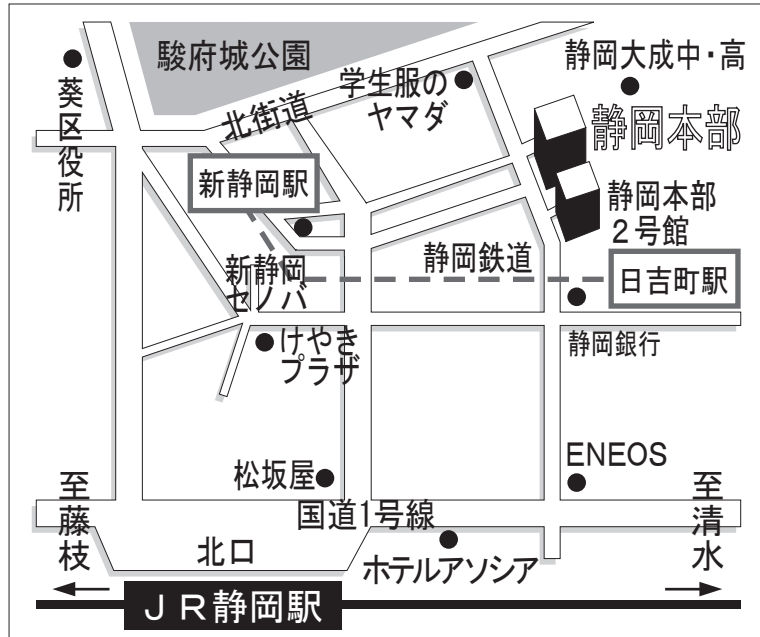 駿府城公園
葵区役所
北街道
学生服の
ヤマダ
静岡大成中・高
静岡本部
新静岡駅
静岡本部
２号館
新静岡
セノバ
静岡鉄道
日吉町駅
けやき
プラザ
静岡銀行
松坂屋
ENEOS
至藤枝
国道1号線
至清水
北口
ホテルアソシア
ＪＲ静岡駅